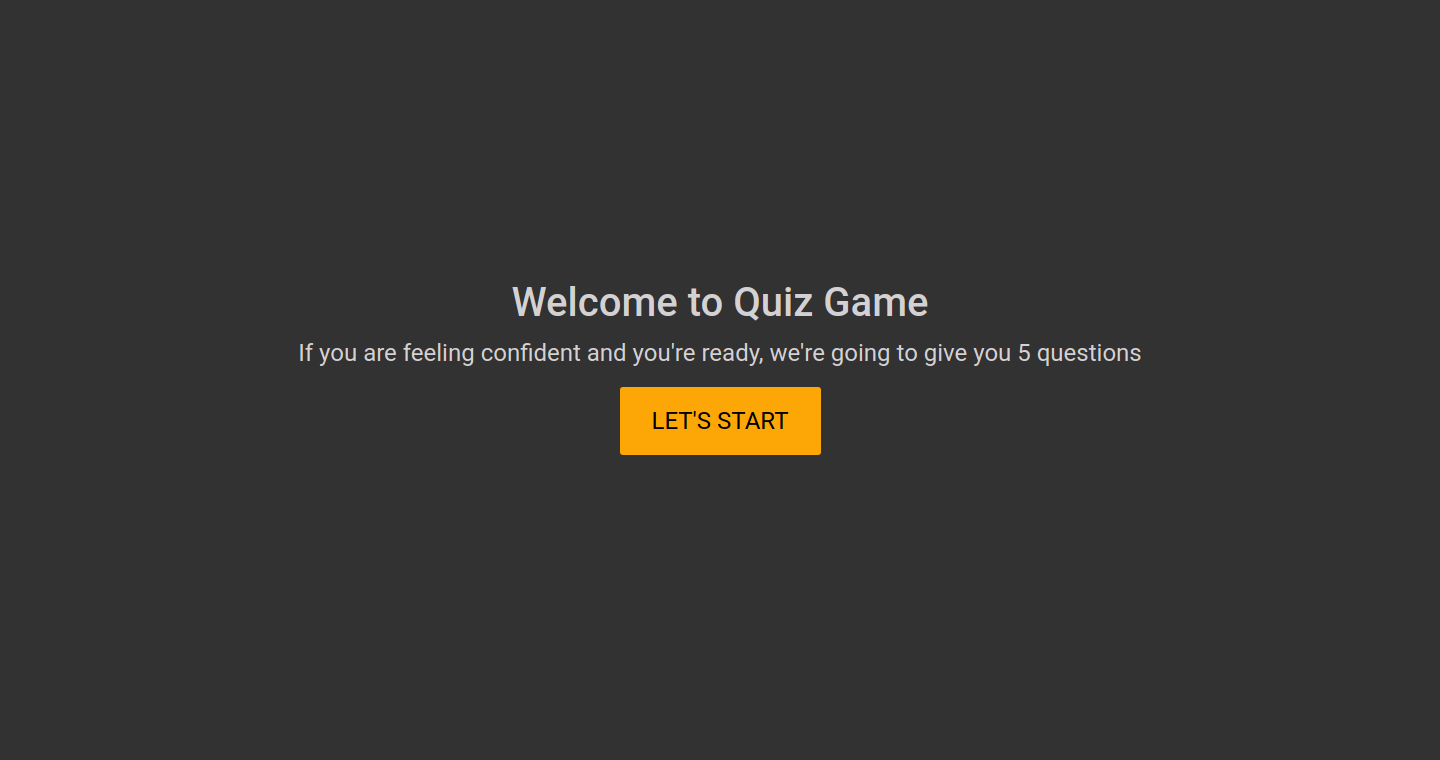 Welcome to Quiz Game
If you are feeling confident and you're ready, we're going to give you 5 questions
LET'S START